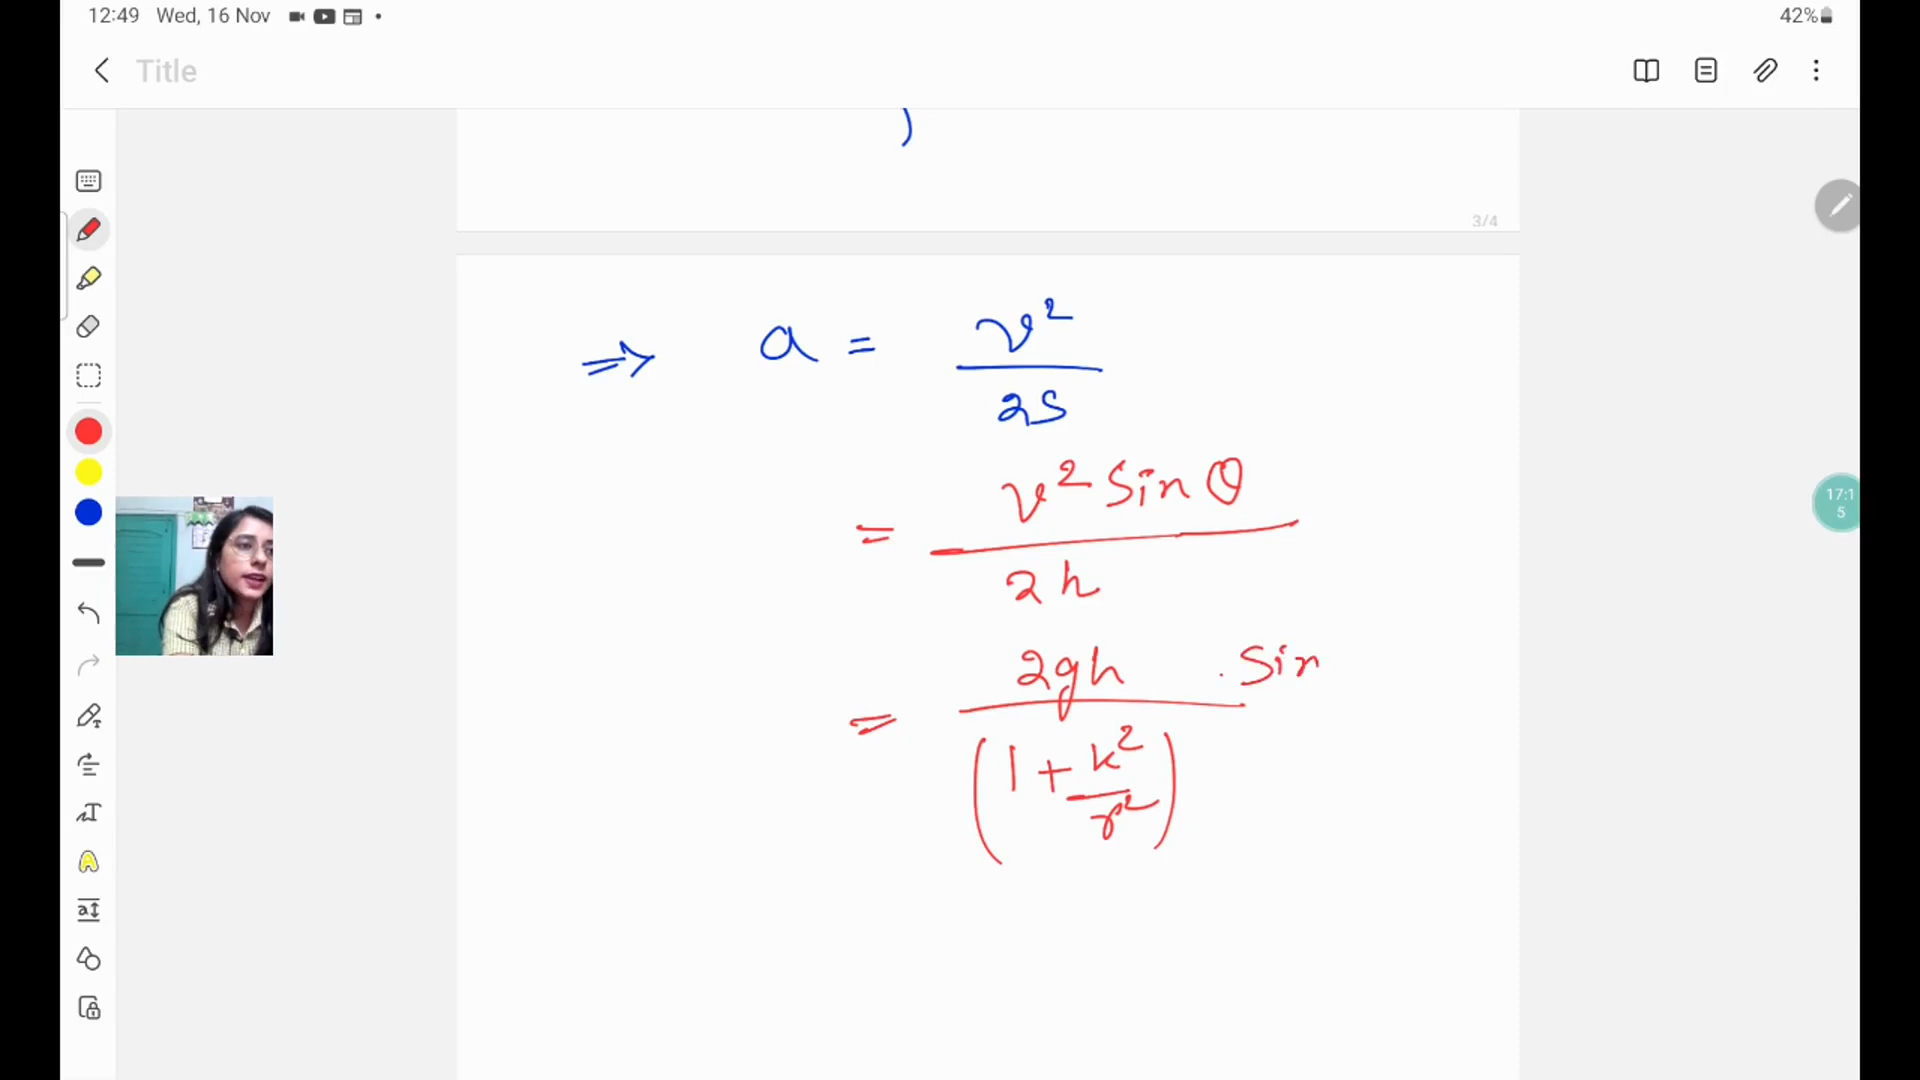 12:49 Wed, 16 Nov
42%
Title
)
3/4
⇒ a = v²/2s
= v² sin θ / 2h
= 2gh / (1 + k²/r²) . sin
17:15